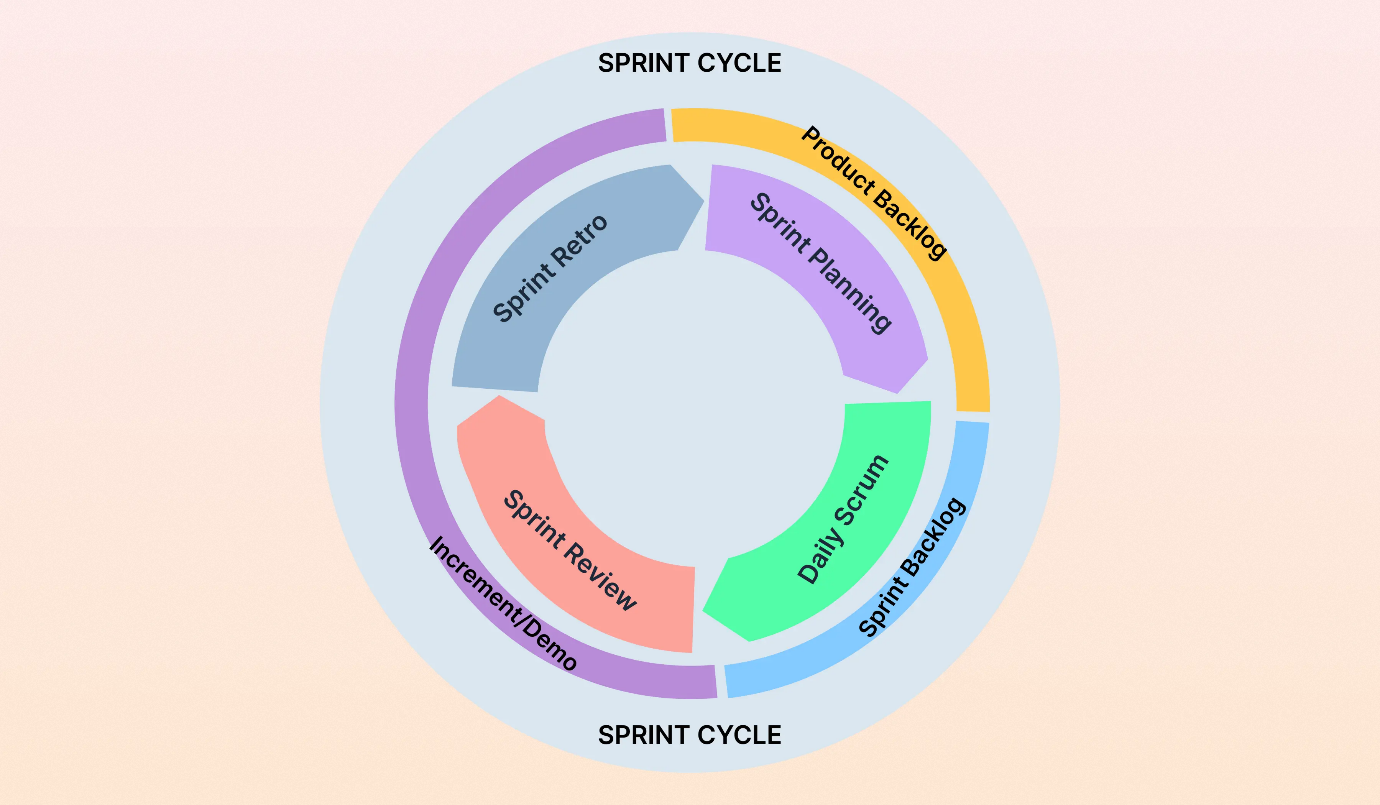 SPRINT CYCLE
Product Backlog
Sprint Planning
Sprint Retro
Daily Scrum
Sprint Backlog
Sprint Review
Increment/Demo
SPRINT CYCLE